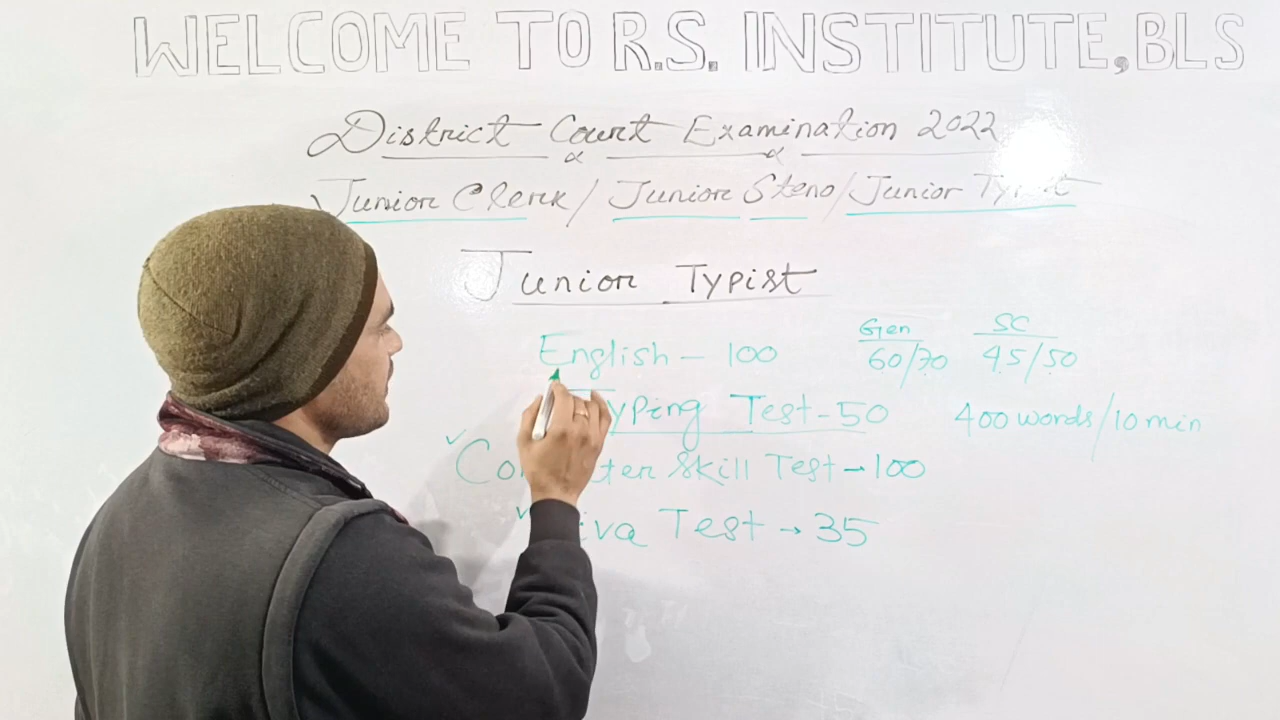 WELCOME TO R.S. INSTITUTE, BLS
District Court Examination 2022
Junior Clerk/ Junior Steno/ Junior Typist
Junior Typist
Gen SC
English - 100 60/70 45/50
Typing Test - 50 400 words/10 min
Skill Test → 100
Test → 35